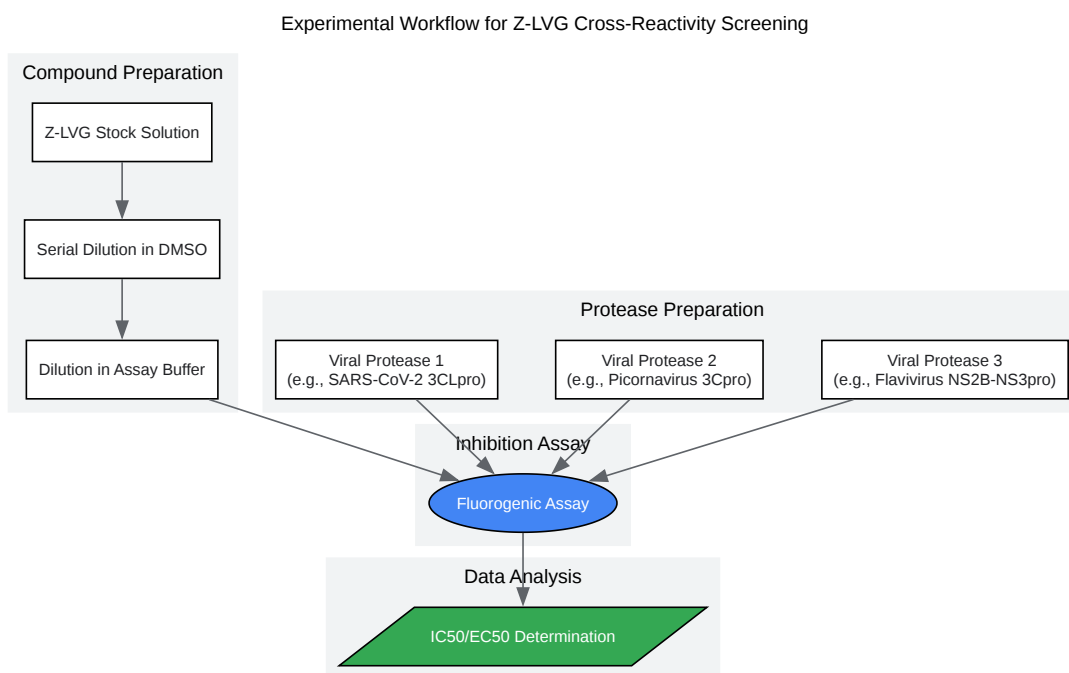 Experimental Workflow for Z-LVG Cross-Reactivity Screening
Compound Preparation
Z-LVG Stock Solution
Serial Dilution in DMSO
Dilution in Assay Buffer
Protease Preparation
Viral Protease 1
(e.g., SARS-CoV-2 3CLpro)
Viral Protease 2
(e.g., Picornavirus 3Cpro)
Viral Protease 3
(e.g., Flavivirus NS2B-NS3pro)
Inhibition Assay
Fluorogenic Assay
Data Analysis
IC50/EC50 Determination